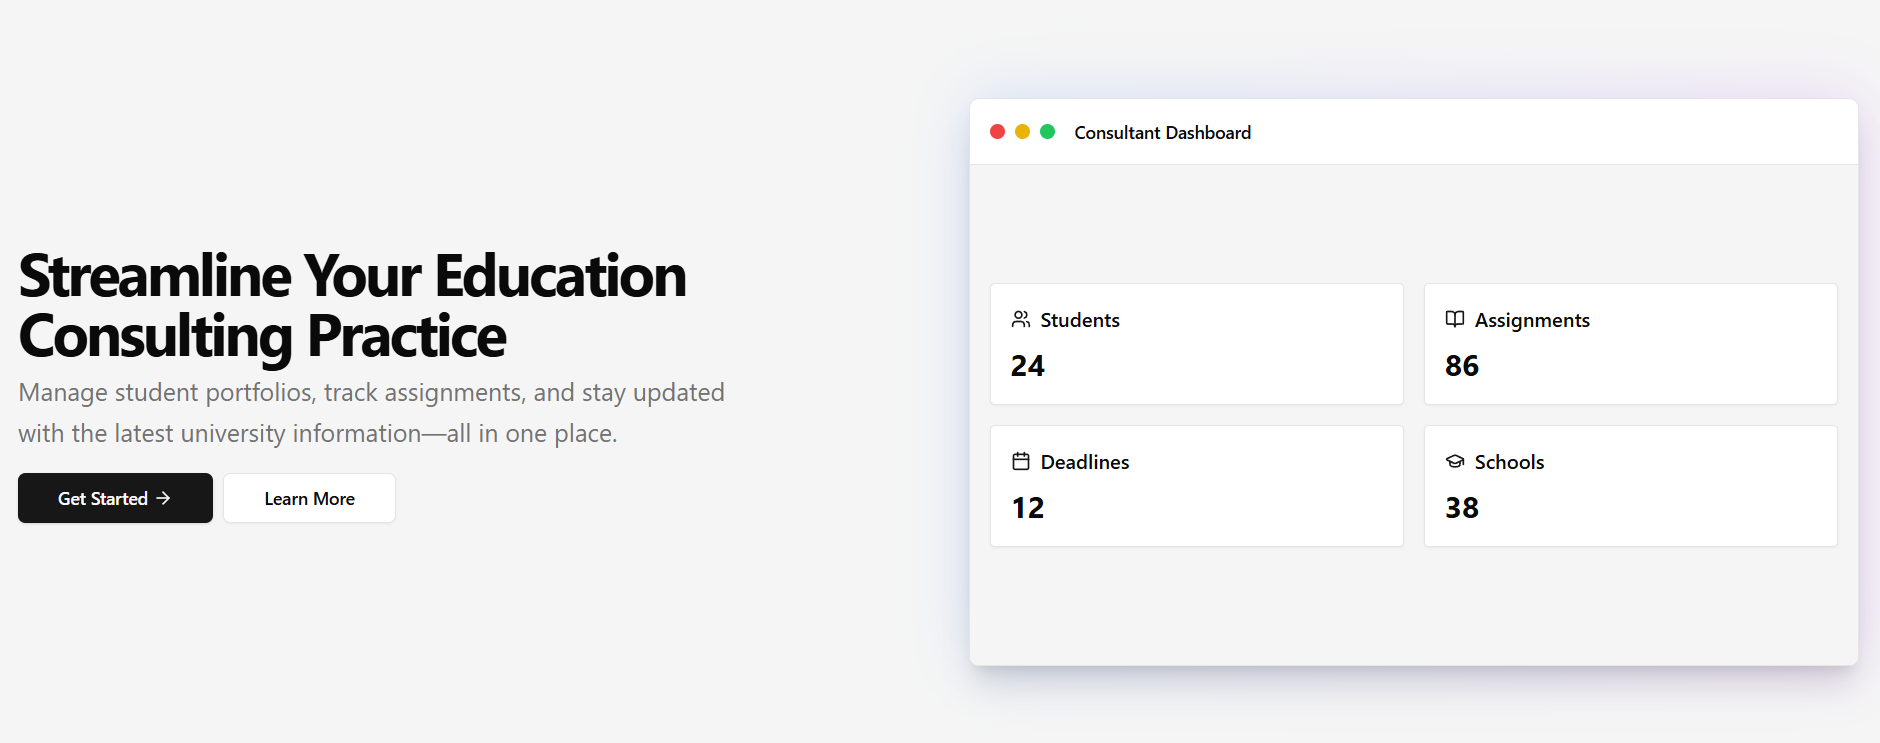 Streamline Your Education
Consulting Practice
Manage student portfolios, track assignments, and stay updated
with the latest university information—all in one place.
Get Started →
Learn More
Consultant Dashboard
Students
24
Assignments
86
Deadlines
12
Schools
38